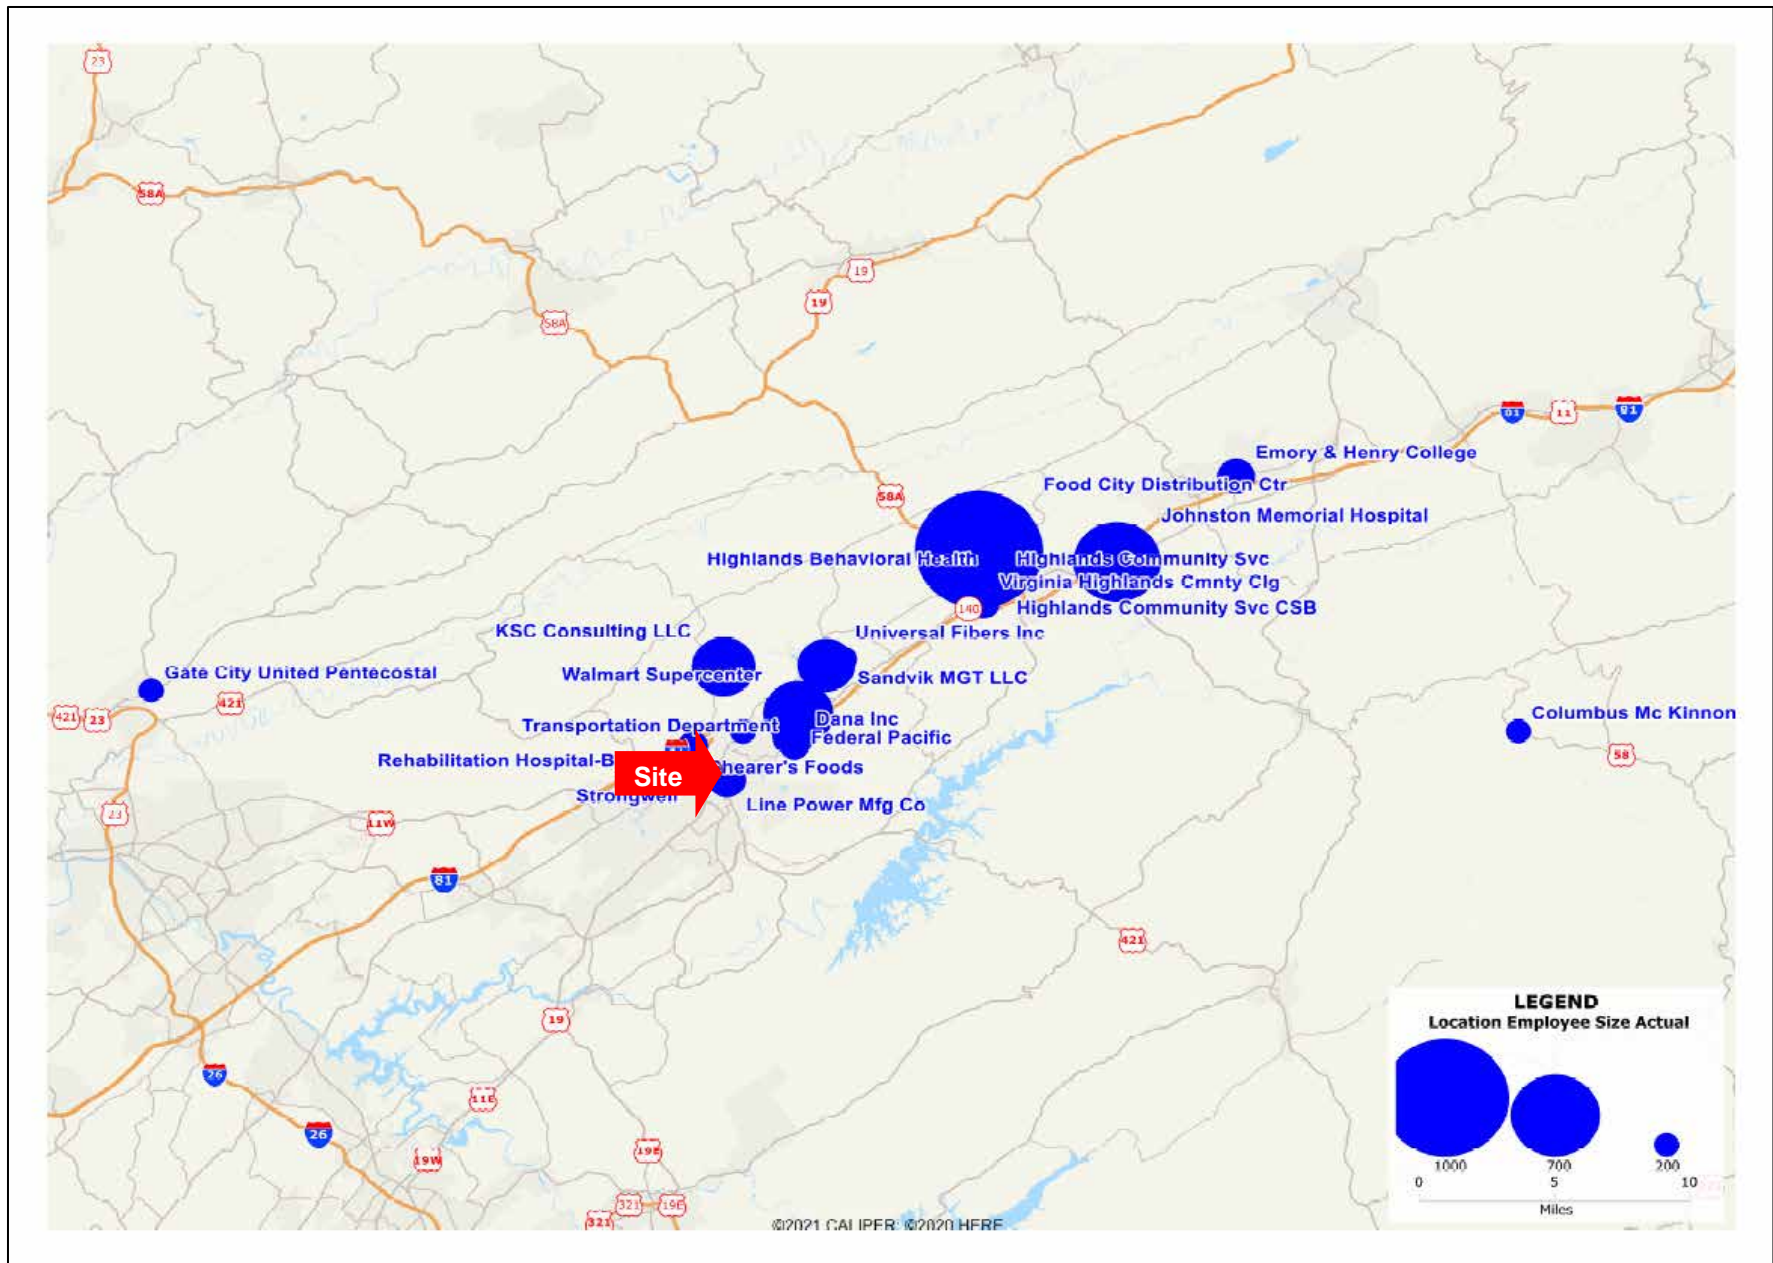 23
58A
19
19
58A
81
11
81
Emory & Henry College
Food City Distribution Ctr
58A
Johnston Memorial Hospital
Highlands Behavioral Health
Highlands Community Svc
Virginia Highlands Cmnty Clg
140
Highlands Community Svc CSB
KSC Consulting LLC
Universal Fibers Inc
Gate City United Pentecostal
Walmart Supercenter
Sandvik MGT LLC
421
23
421
Transportation Department
Dana Inc
Federal Pacific
Columbus Mc Kinnon
58
Rehabilitation Hospital-B
Site
Shearer's Foods
Strongwell
Line Power Mfg Co
23
11W
81
421
LEGEND
Location Employee Size Actual
19
26
11E
26
19W
19E
1000
700
200
0
5
10
Miles
321
19E
321
©2021 CALIPER; ©2020 HERE